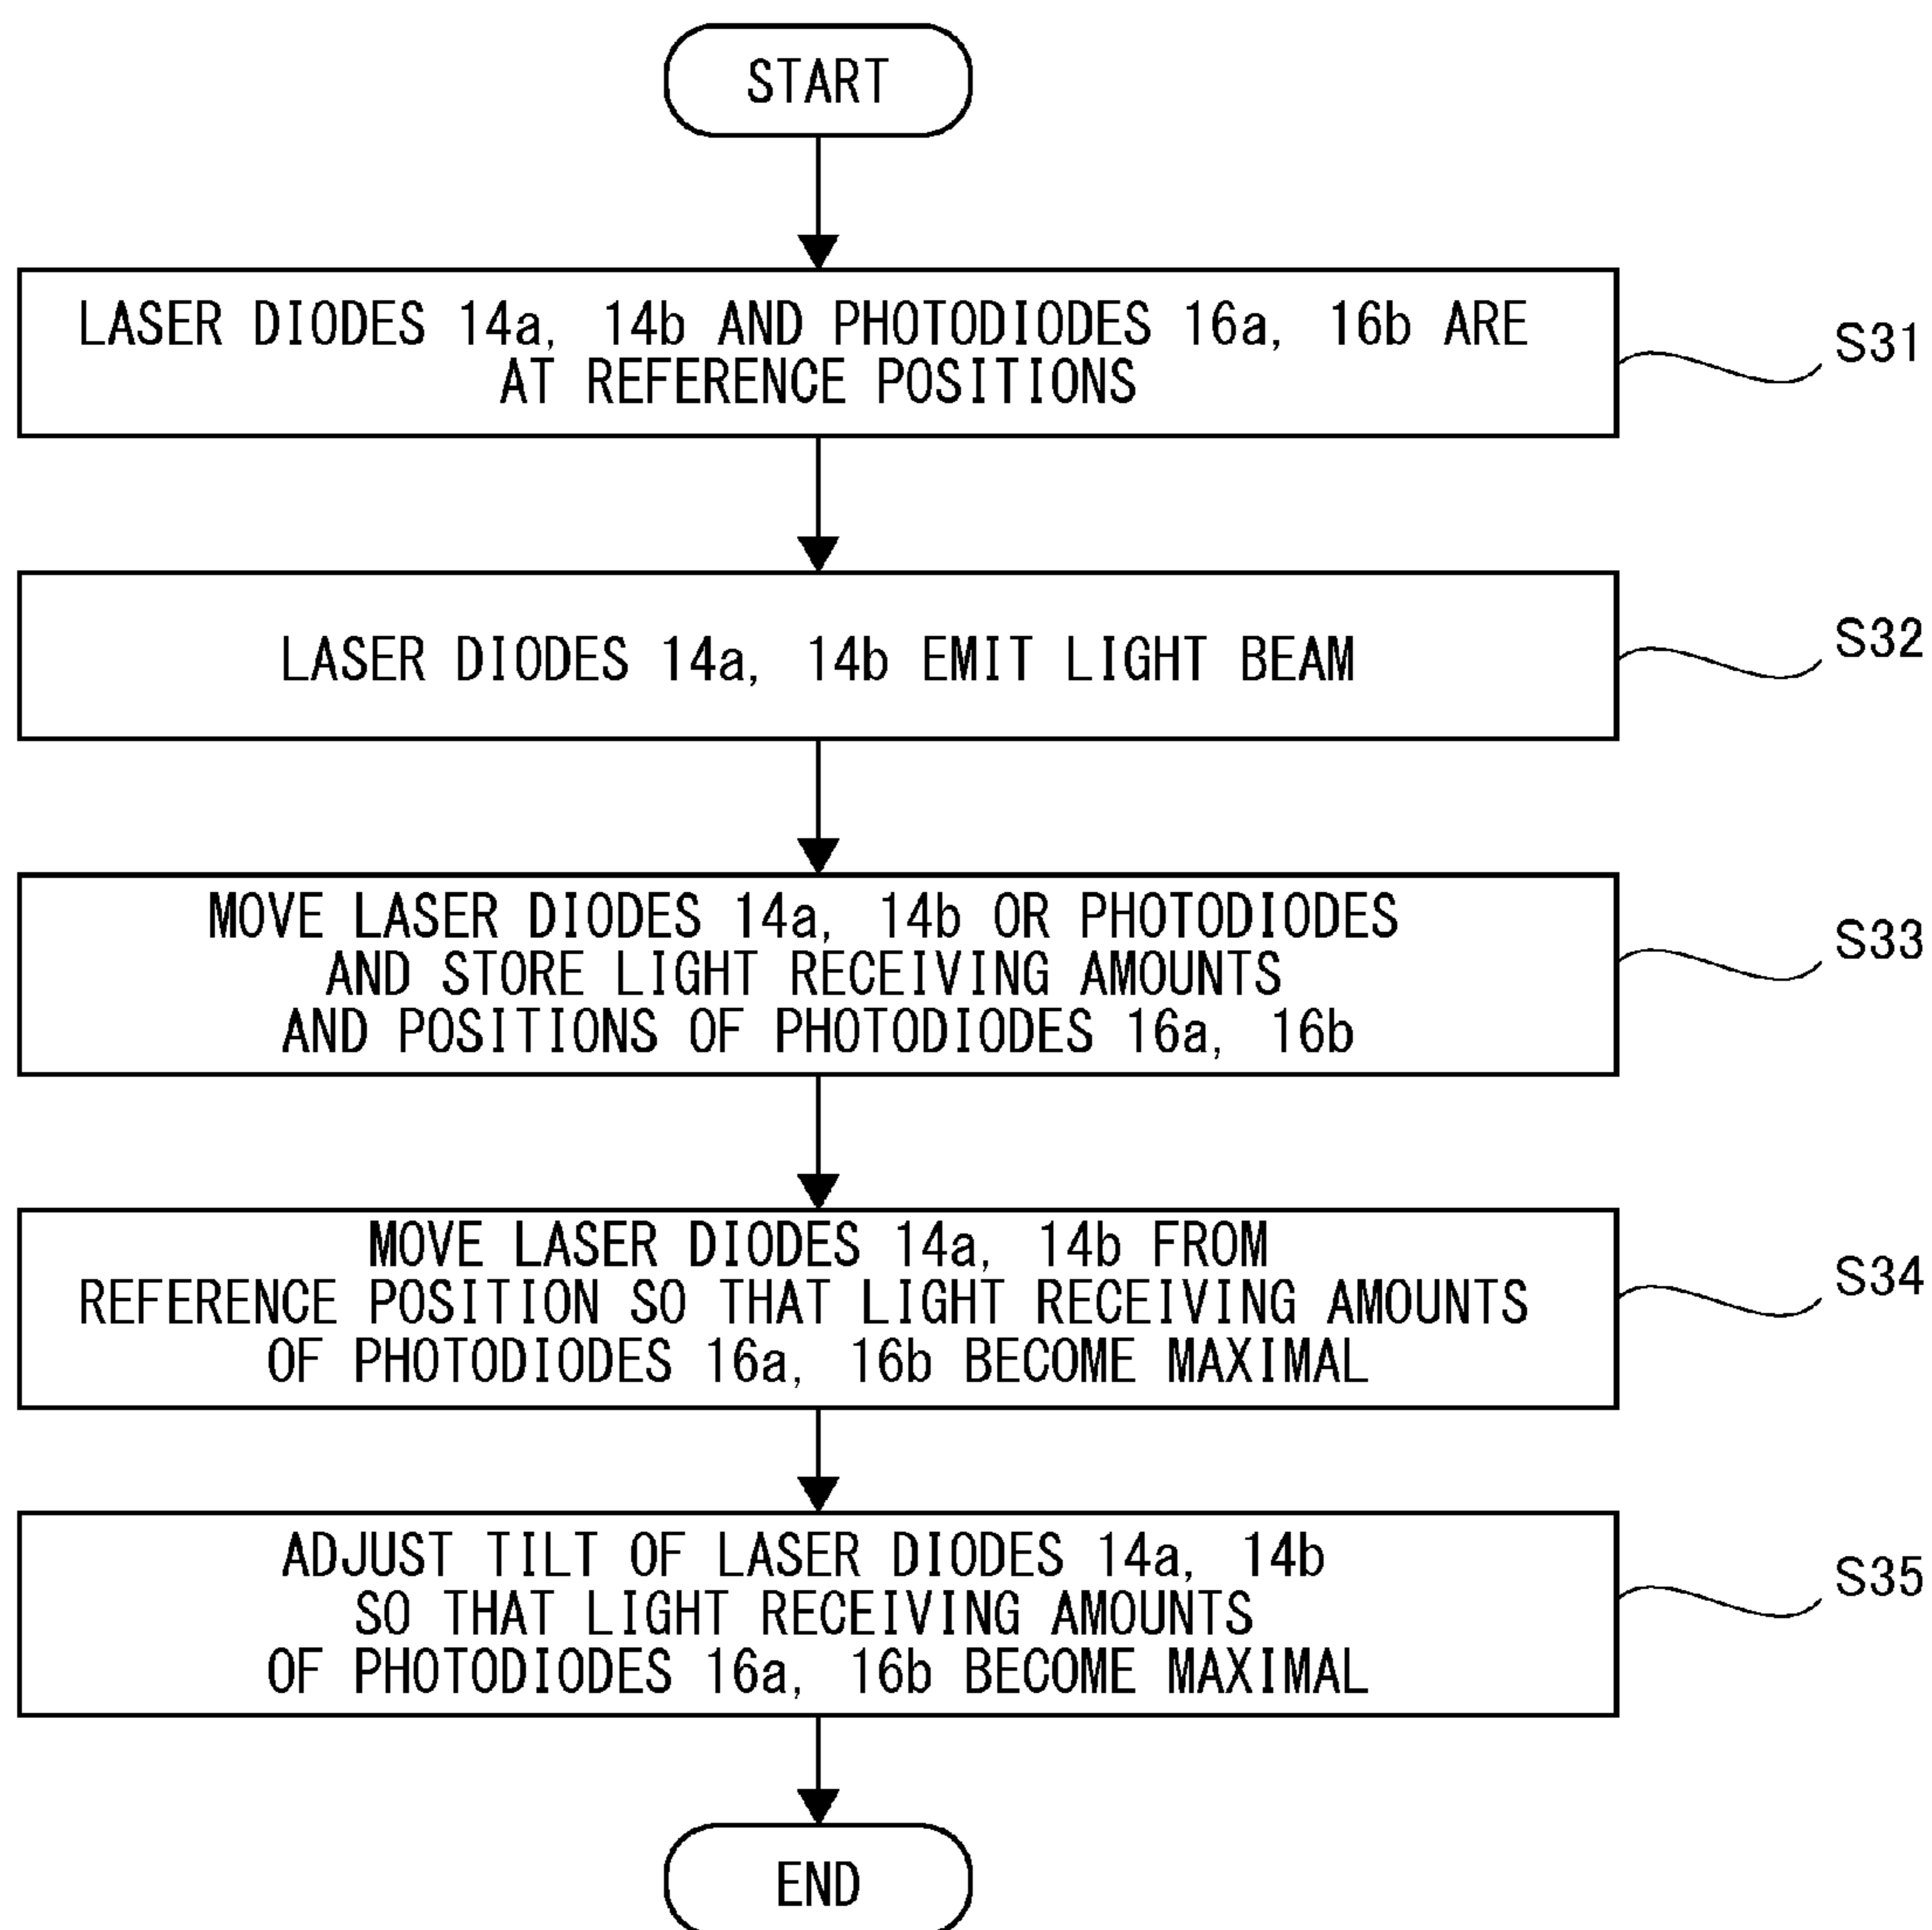 START
LASER DIODES 14a, 14b AND PHOTODIODES 16a, 16b ARE
AT REFERENCE POSITIONS
S31
LASER DIODES 14a, 14b EMIT LIGHT BEAM
S32
MOVE LASER DIODES 14a, 14b OR PHOTODIODES
AND STORE LIGHT RECEIVING AMOUNTS
AND POSITIONS OF PHOTODIODES 16a, 16b
S33
MOVE LASER DIODES 14a, 14b FROM
REFERENCE POSITION SO THAT LIGHT RECEIVING AMOUNTS
OF PHOTODIODES 16a, 16b BECOME MAXIMAL
S34
ADJUST TILT OF LASER DIODES 14a, 14b
SO THAT LIGHT RECEIVING AMOUNTS
OF PHOTODIODES 16a, 16b BECOME MAXIMAL
S35
END